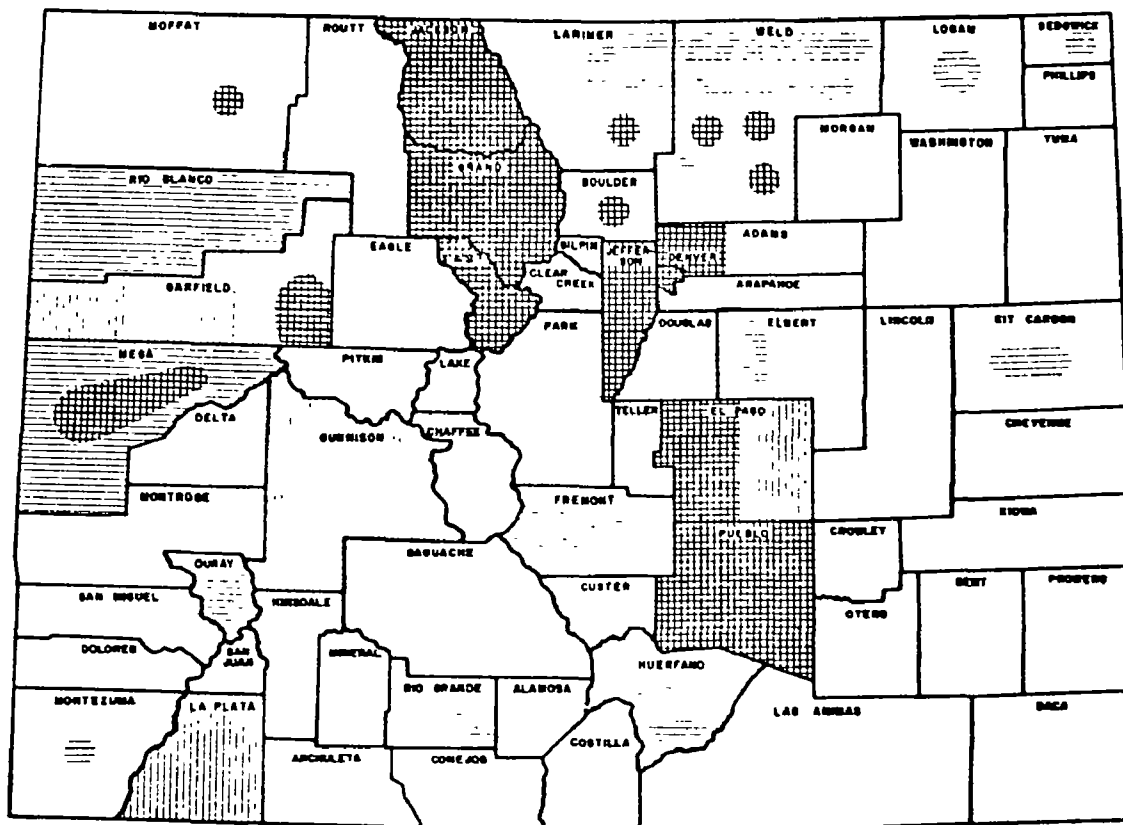 MOFFAT
ROUTT
JACKSON
LARIMER
WELD
LOGAN
SEDGWICK
PHILLIPS
MORGAN
WASHINGTON
YUMA
RIO BLANCO
GRAND
BOULDER
EAGLE
GILPIN
JEFFER-
SON
DENVER
ADAMS
CLEAR
CREEK
ARAPAHOE
GARFIELD
PARK
DOUGLAS
ELBERT
LINCOLN
KIT CARSON
MESA
PITKIN
LAKE
DELTA
GUNNISON
CHAFFEE
TELLER
EL PASO
CHEYENNE
MONTROSE
FREMONT
KIOWA
OURAY
SAGUACHE
PUEBLO
CROWLEY
SAN MIGUEL
HINSDALE
CUSTER
OTERO
BENT
PROWERS
DOLORES
SAN
JUAN
MINERAL
HUERFANO
MONTEZUMA
LA PLATA
RIO GRANDE
ALAMOSA
LAS ANIMAS
BACA
ARCHULETA
CONEJOS
COSTILLA